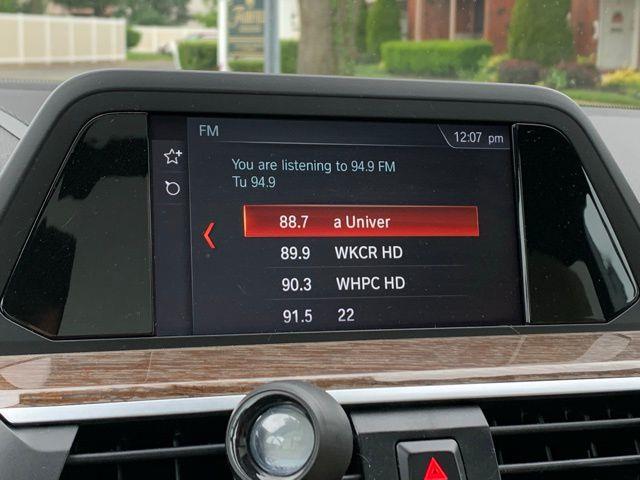 FM
12:07 pm
You are listening to 94.9 FM
Tu 94.9
88.7 a Univer
89.9 WKCR HD
90.3 WHPC HD
91.5 22